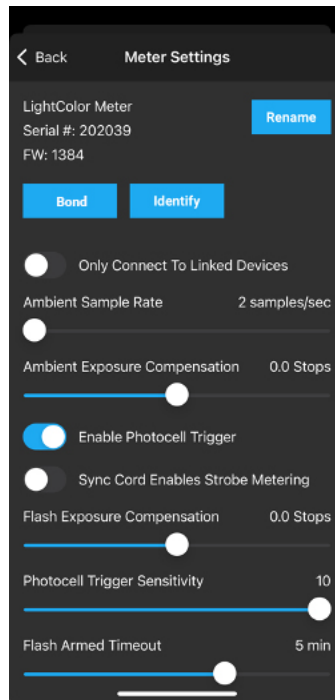 Back
Meter Settings
LightColor Meter
Rename
Serial #: 202039
FW: 1384
Bond
Identify
Only Connect To Linked Devices
Ambient Sample Rate
2 samples/sec
Ambient Exposure Compensation
0.0 Stops
Enable Photocell Trigger
Sync Cord Enables Strobe Metering
Flash Exposure Compensation
0.0 Stops
Photocell Trigger Sensitivity
10
Flash Armed Timeout
5 min